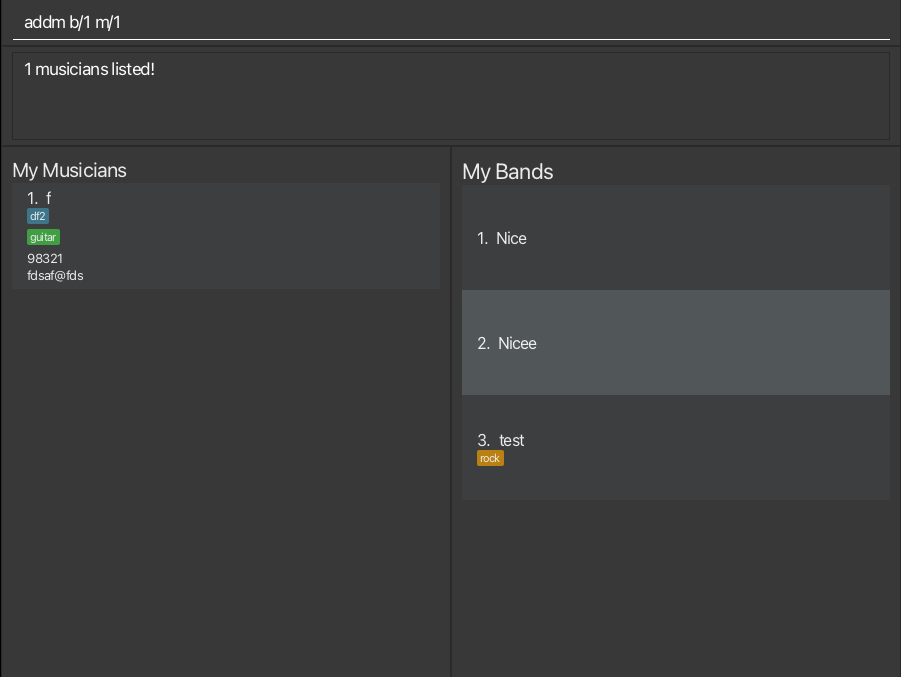 addm b/1 m/1
1 musicians listed!
My Musicians
1. f
df2
guitar
98321
fdsaf@fds
My Bands
1. Nice
2. Nicee
3. test
rock